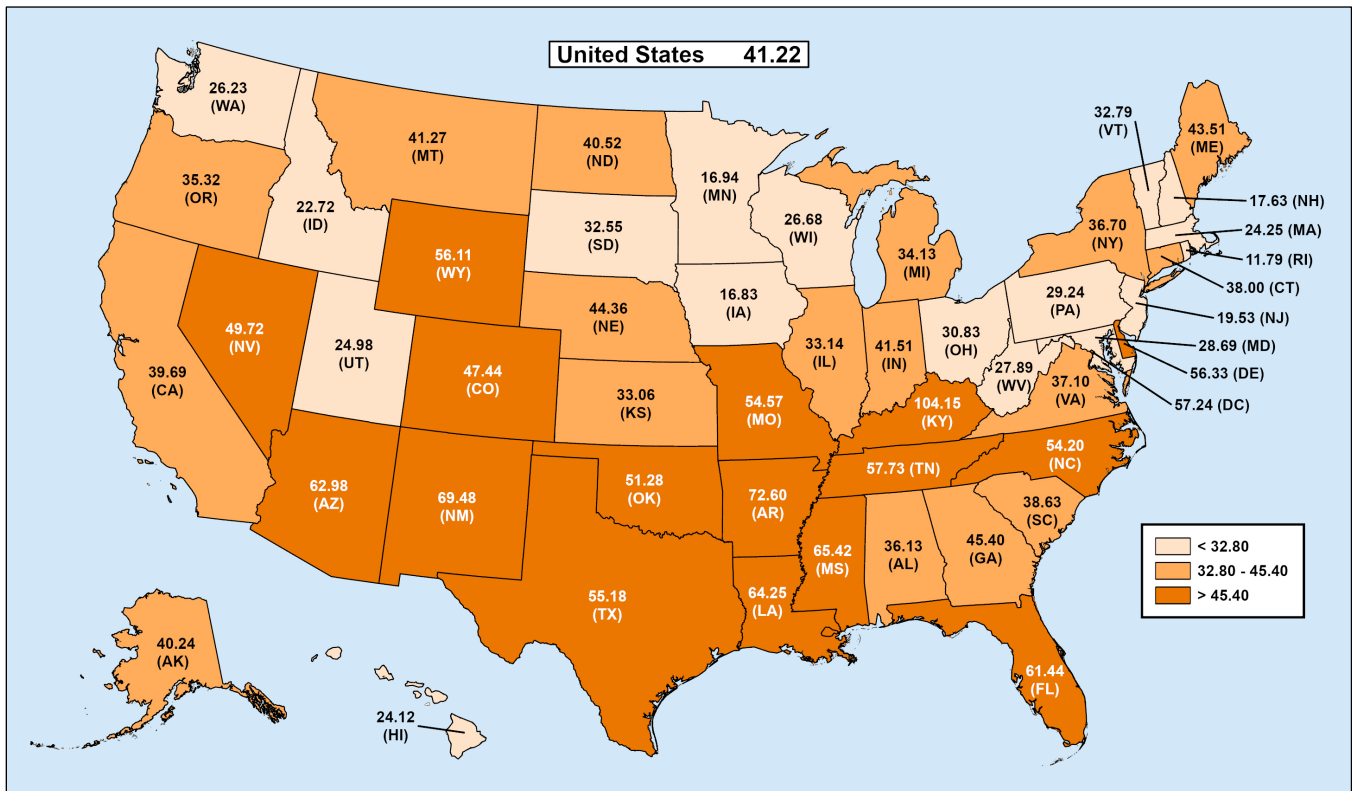 United States 41.22
26.23
(WA)
41.27
(MT)
40.52
(ND)
16.94
(MN)
32.79
(VT)
43.51
(ME)
35.32
(OR)
22.72
(ID)
32.55
(SD)
26.68
(WI)
34.13
(MI)
36.70
(NY)
17.63 (NH)
24.25 (MA)
11.79 (RI)
38.00 (CT)
19.53 (NJ)
28.69 (MD)
56.33 (DE)
57.24 (DC)
56.11
(WY)
44.36
(NE)
16.83
(IA)
29.24
(PA)
49.72
(NV)
24.98
(UT)
47.44
(CO)
33.06
(KS)
33.14
(IL)
41.51
(IN)
30.83
(OH)
27.89
(WV)
37.10
(VA)
39.69
(CA)
54.57
(MO)
104.15
(KY)
57.73 (TN)
54.20
(NC)
62.98
(AZ)
69.48
(NM)
51.28
(OK)
72.60
(AR)
38.63
(SC)
65.42
(MS)
36.13
(AL)
45.40
(GA)
55.18
(TX)
64.25
(LA)
61.44
(FL)
40.24
(AK)
24.12
(HI)
< 32.80
32.80 - 45.40
> 45.40